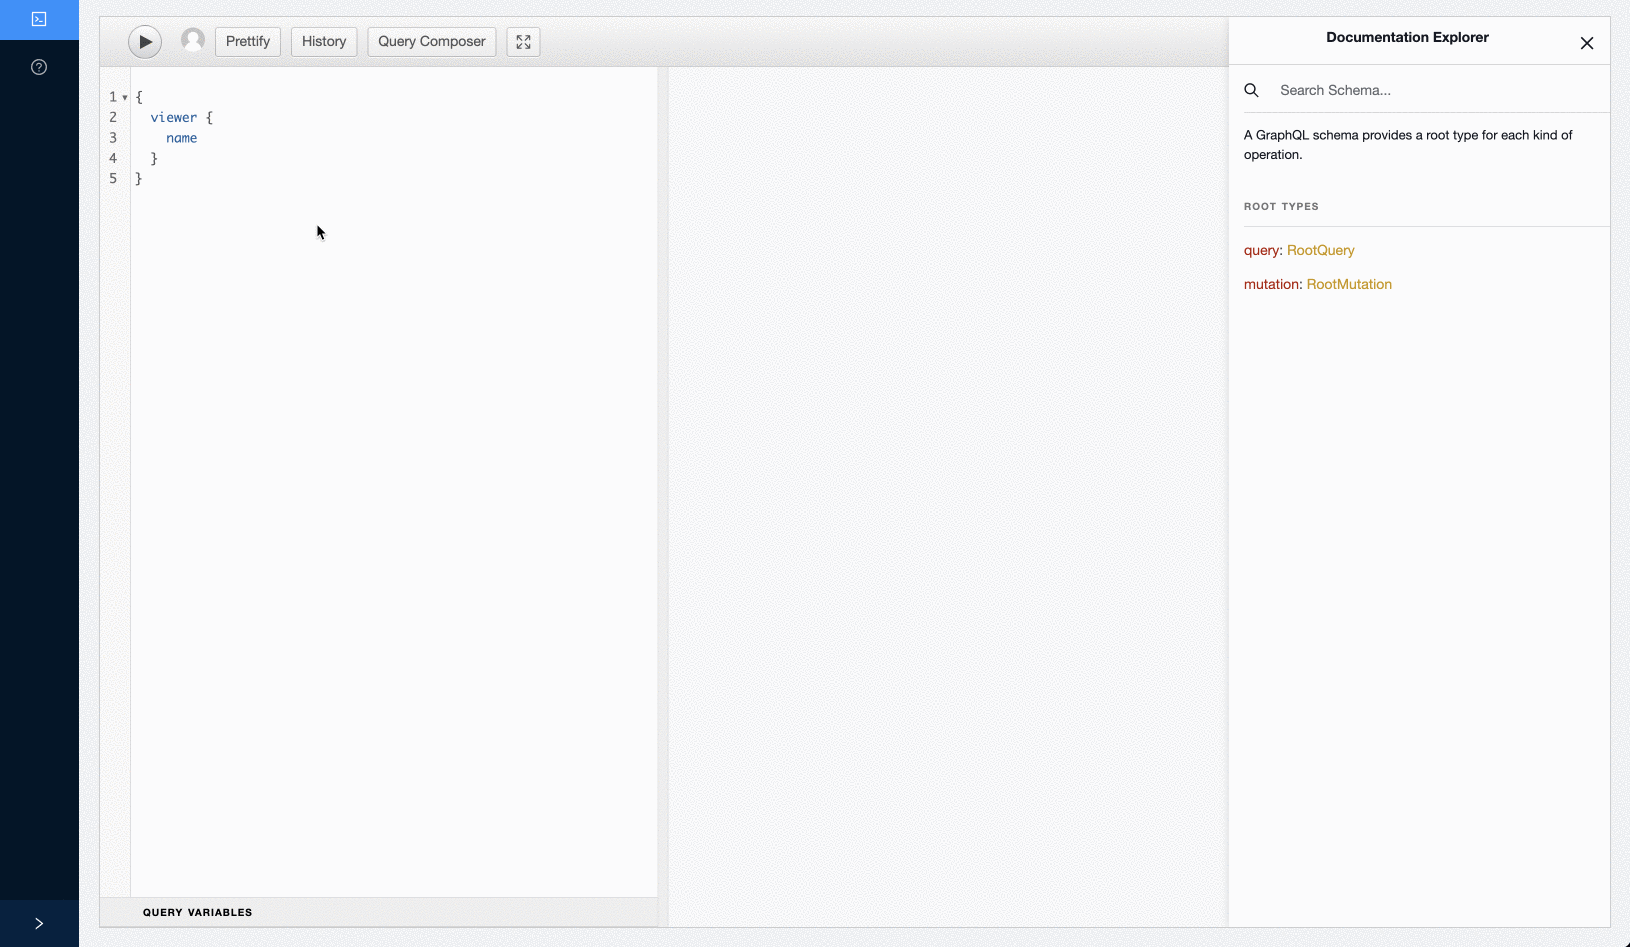 Prettify
History
Query Composer
1 {
2 viewer {
3 name
4 }
5 }
QUERY VARIABLES
Documentation Explorer
Search Schema...
A GraphQL schema provides a root type for each kind of
operation.
ROOT TYPES
query: RootQuery
mutation: RootMutation